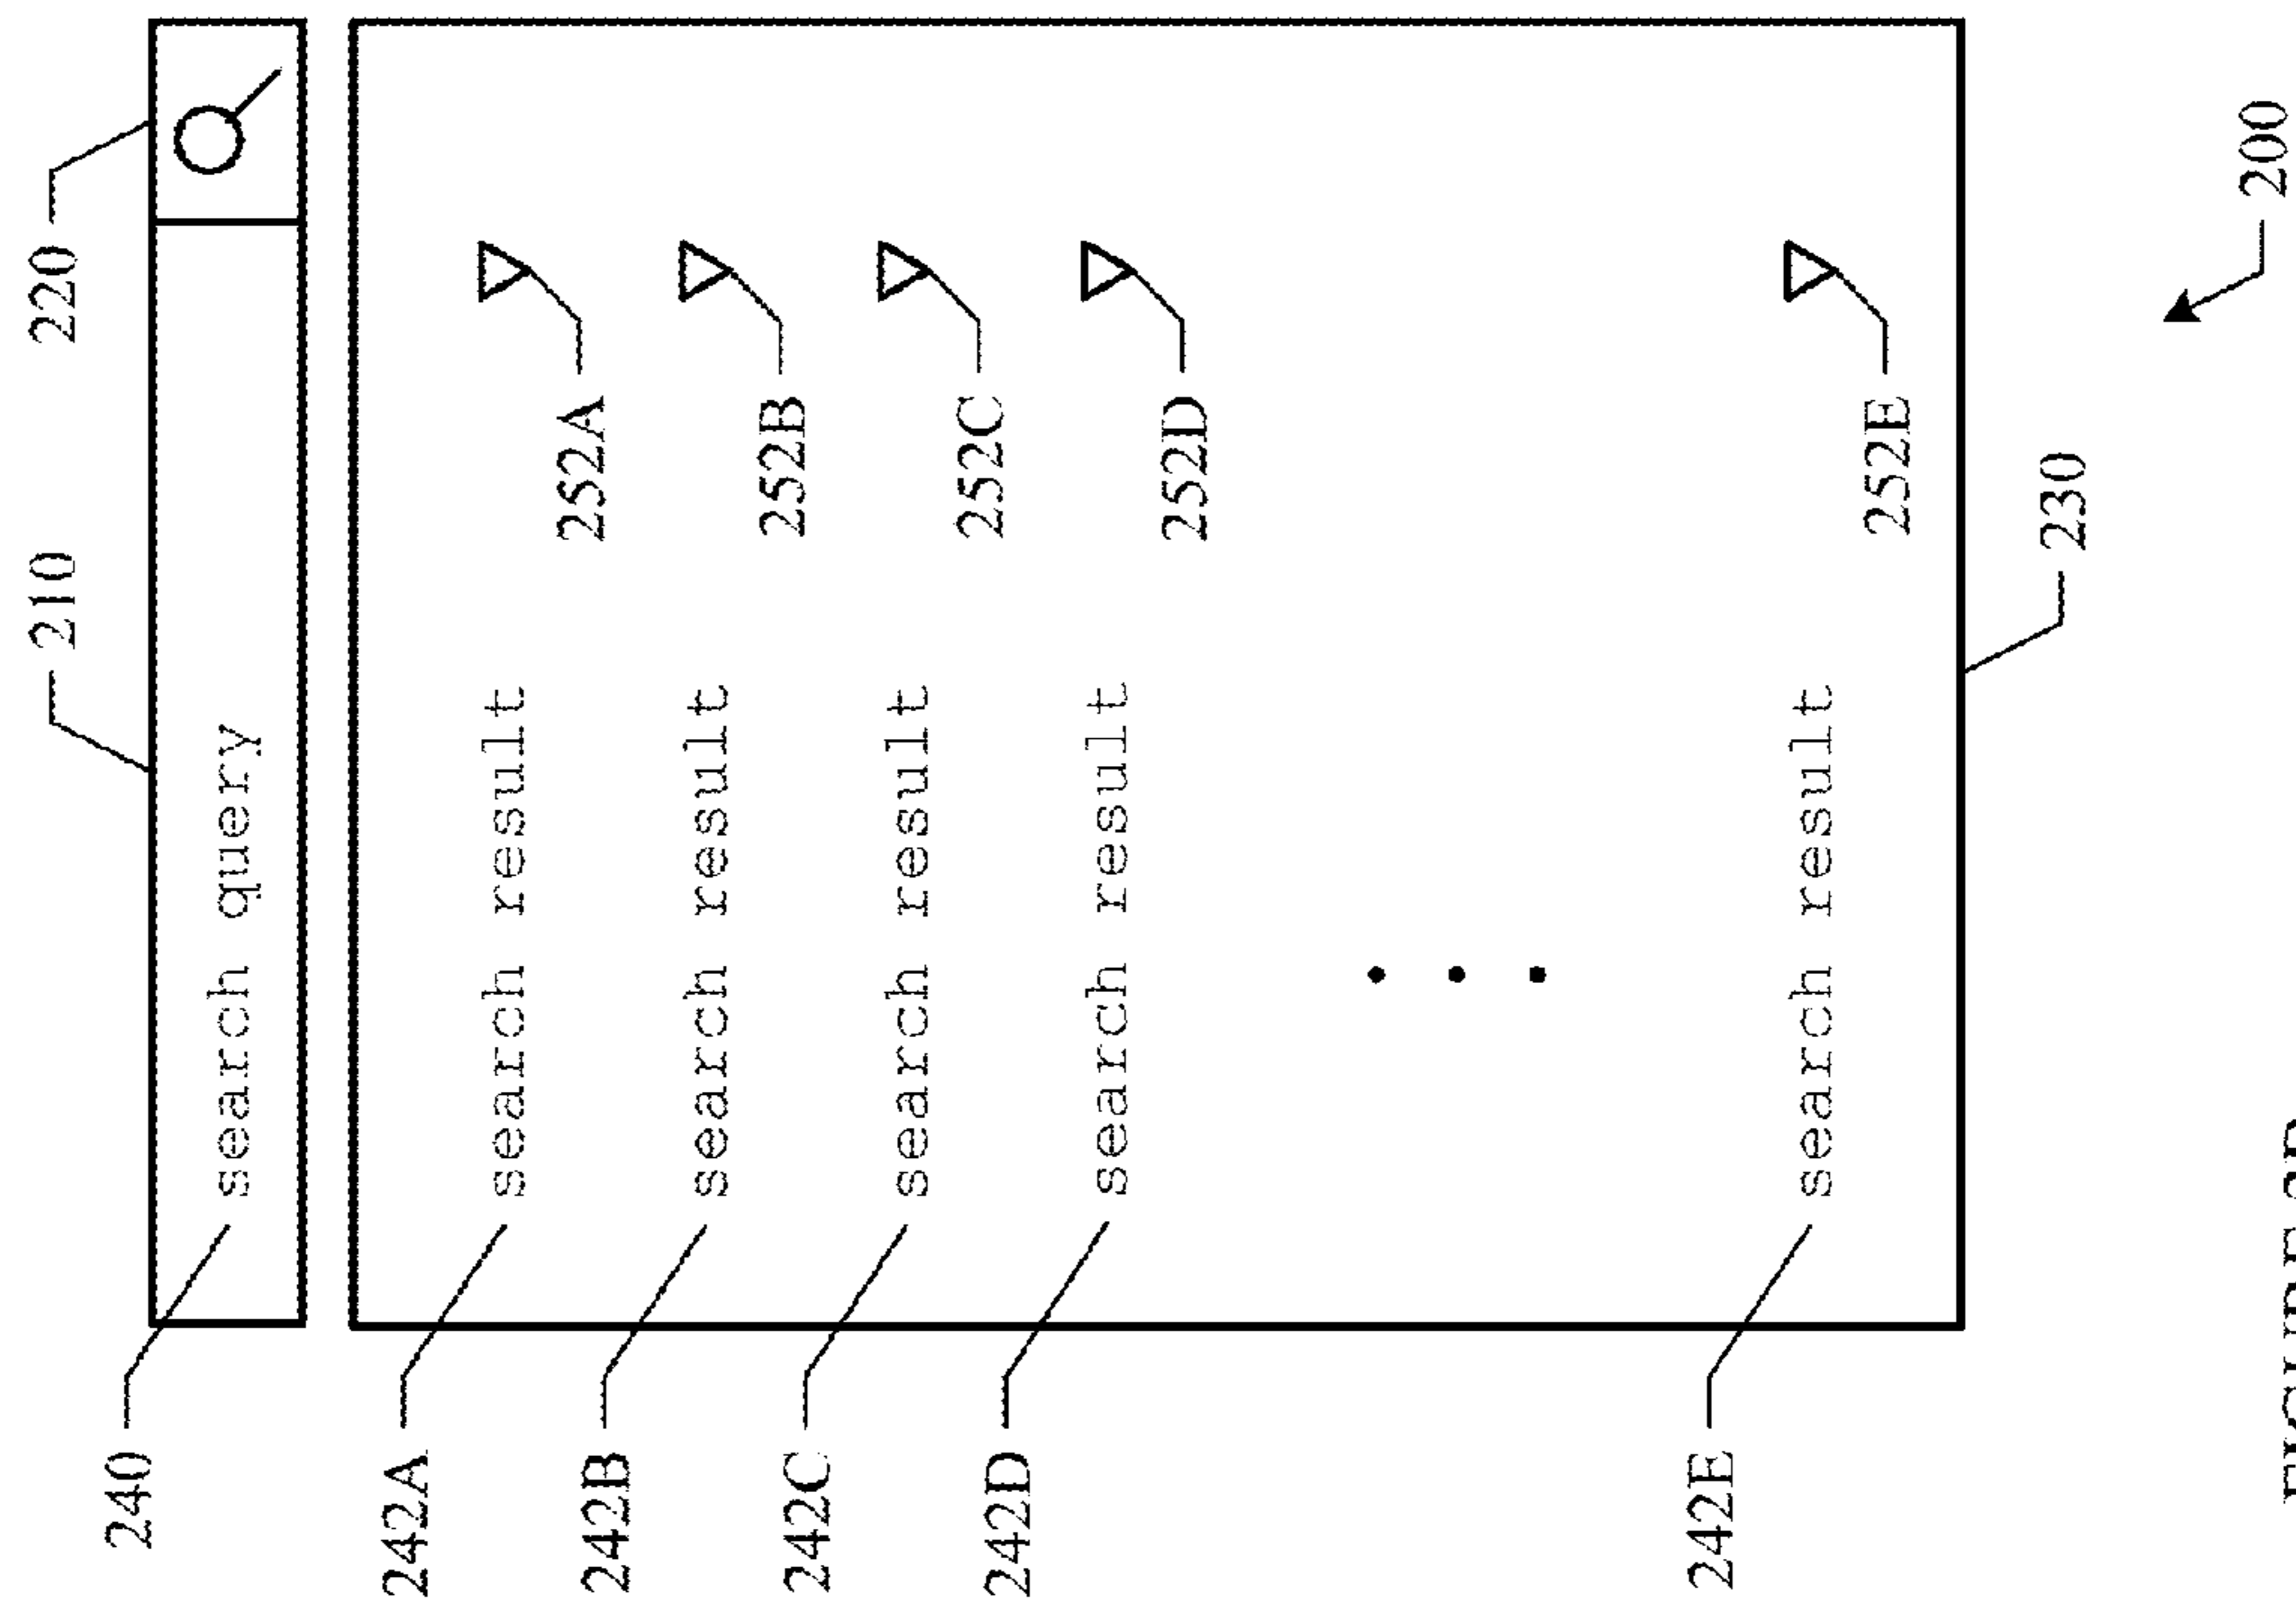 210 220
240
search query
242A
search result
252A
242B
search result
252B
242C
search result
252C
242D
search result
252D
242E
search result
252E
230
200
FIGURE